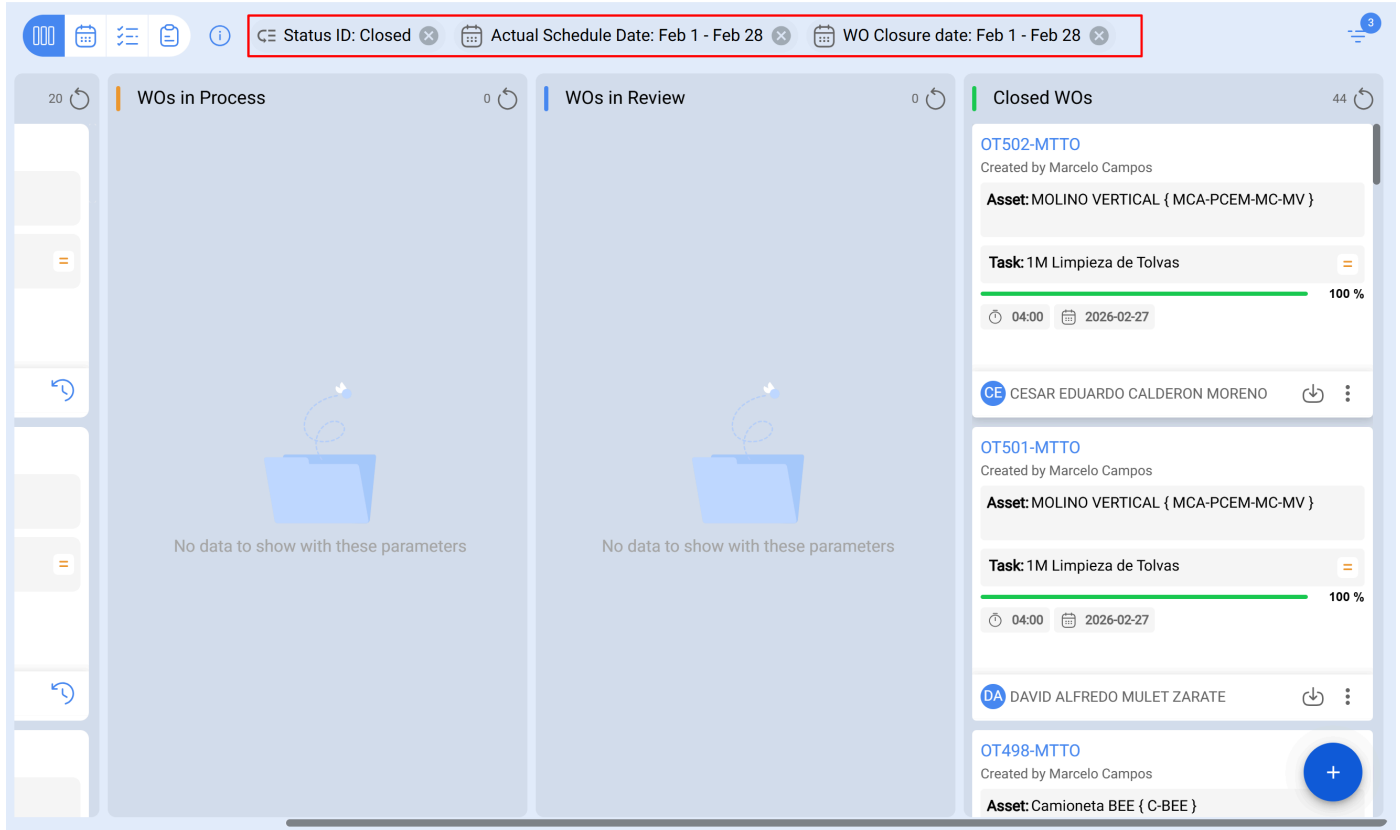 Status ID: Closed
Actual Schedule Date: Feb 1 - Feb 28
WO Closure date: Feb 1 - Feb 28
3
20
WOs in Process
0
No data to show with these parameters
WOs in Review
0
No data to show with these parameters
Closed WOs
44
OT502-MTTO
Created by Marcelo Campos
Asset: MOLINO VERTICAL { MCA-PCEM-MC-MV }
Task: 1M Limpieza de Tolvas
100 %
04:00 2026-02-27
CE CESAR EDUARDO CALDERON MORENO
OT501-MTTO
Created by Marcelo Campos
Asset: MOLINO VERTICAL { MCA-PCEM-MC-MV }
Task: 1M Limpieza de Tolvas
100 %
04:00 2026-02-27
DA DAVID ALFREDO MULET ZARATE
OT498-MTTO
Created by Marcelo Campos
Asset: Camioneta BEE { C-BEE }